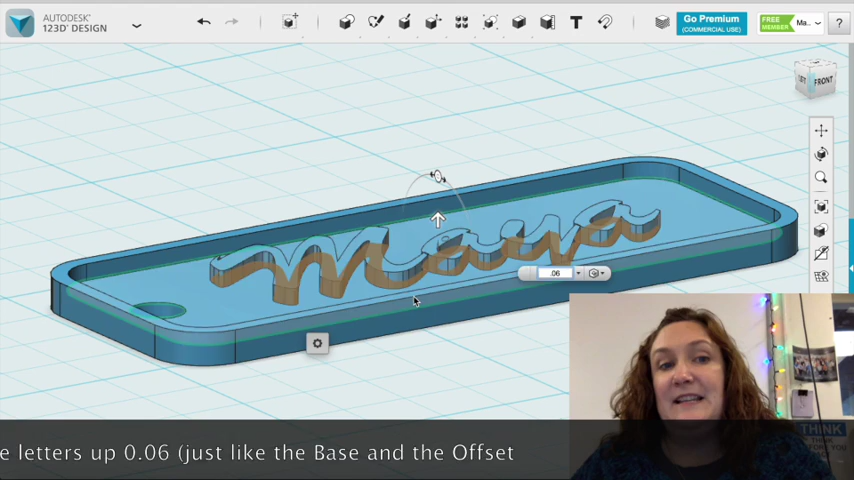 AUTODESK®
123D® DESIGN
T
Go Premium
(COMMERCIAL USE)
FREE
MEMBER
Ma...
?
LEFT
FRONT
Maya
.06
THINK
e letters up 0.06 (just like the Base and the Offset